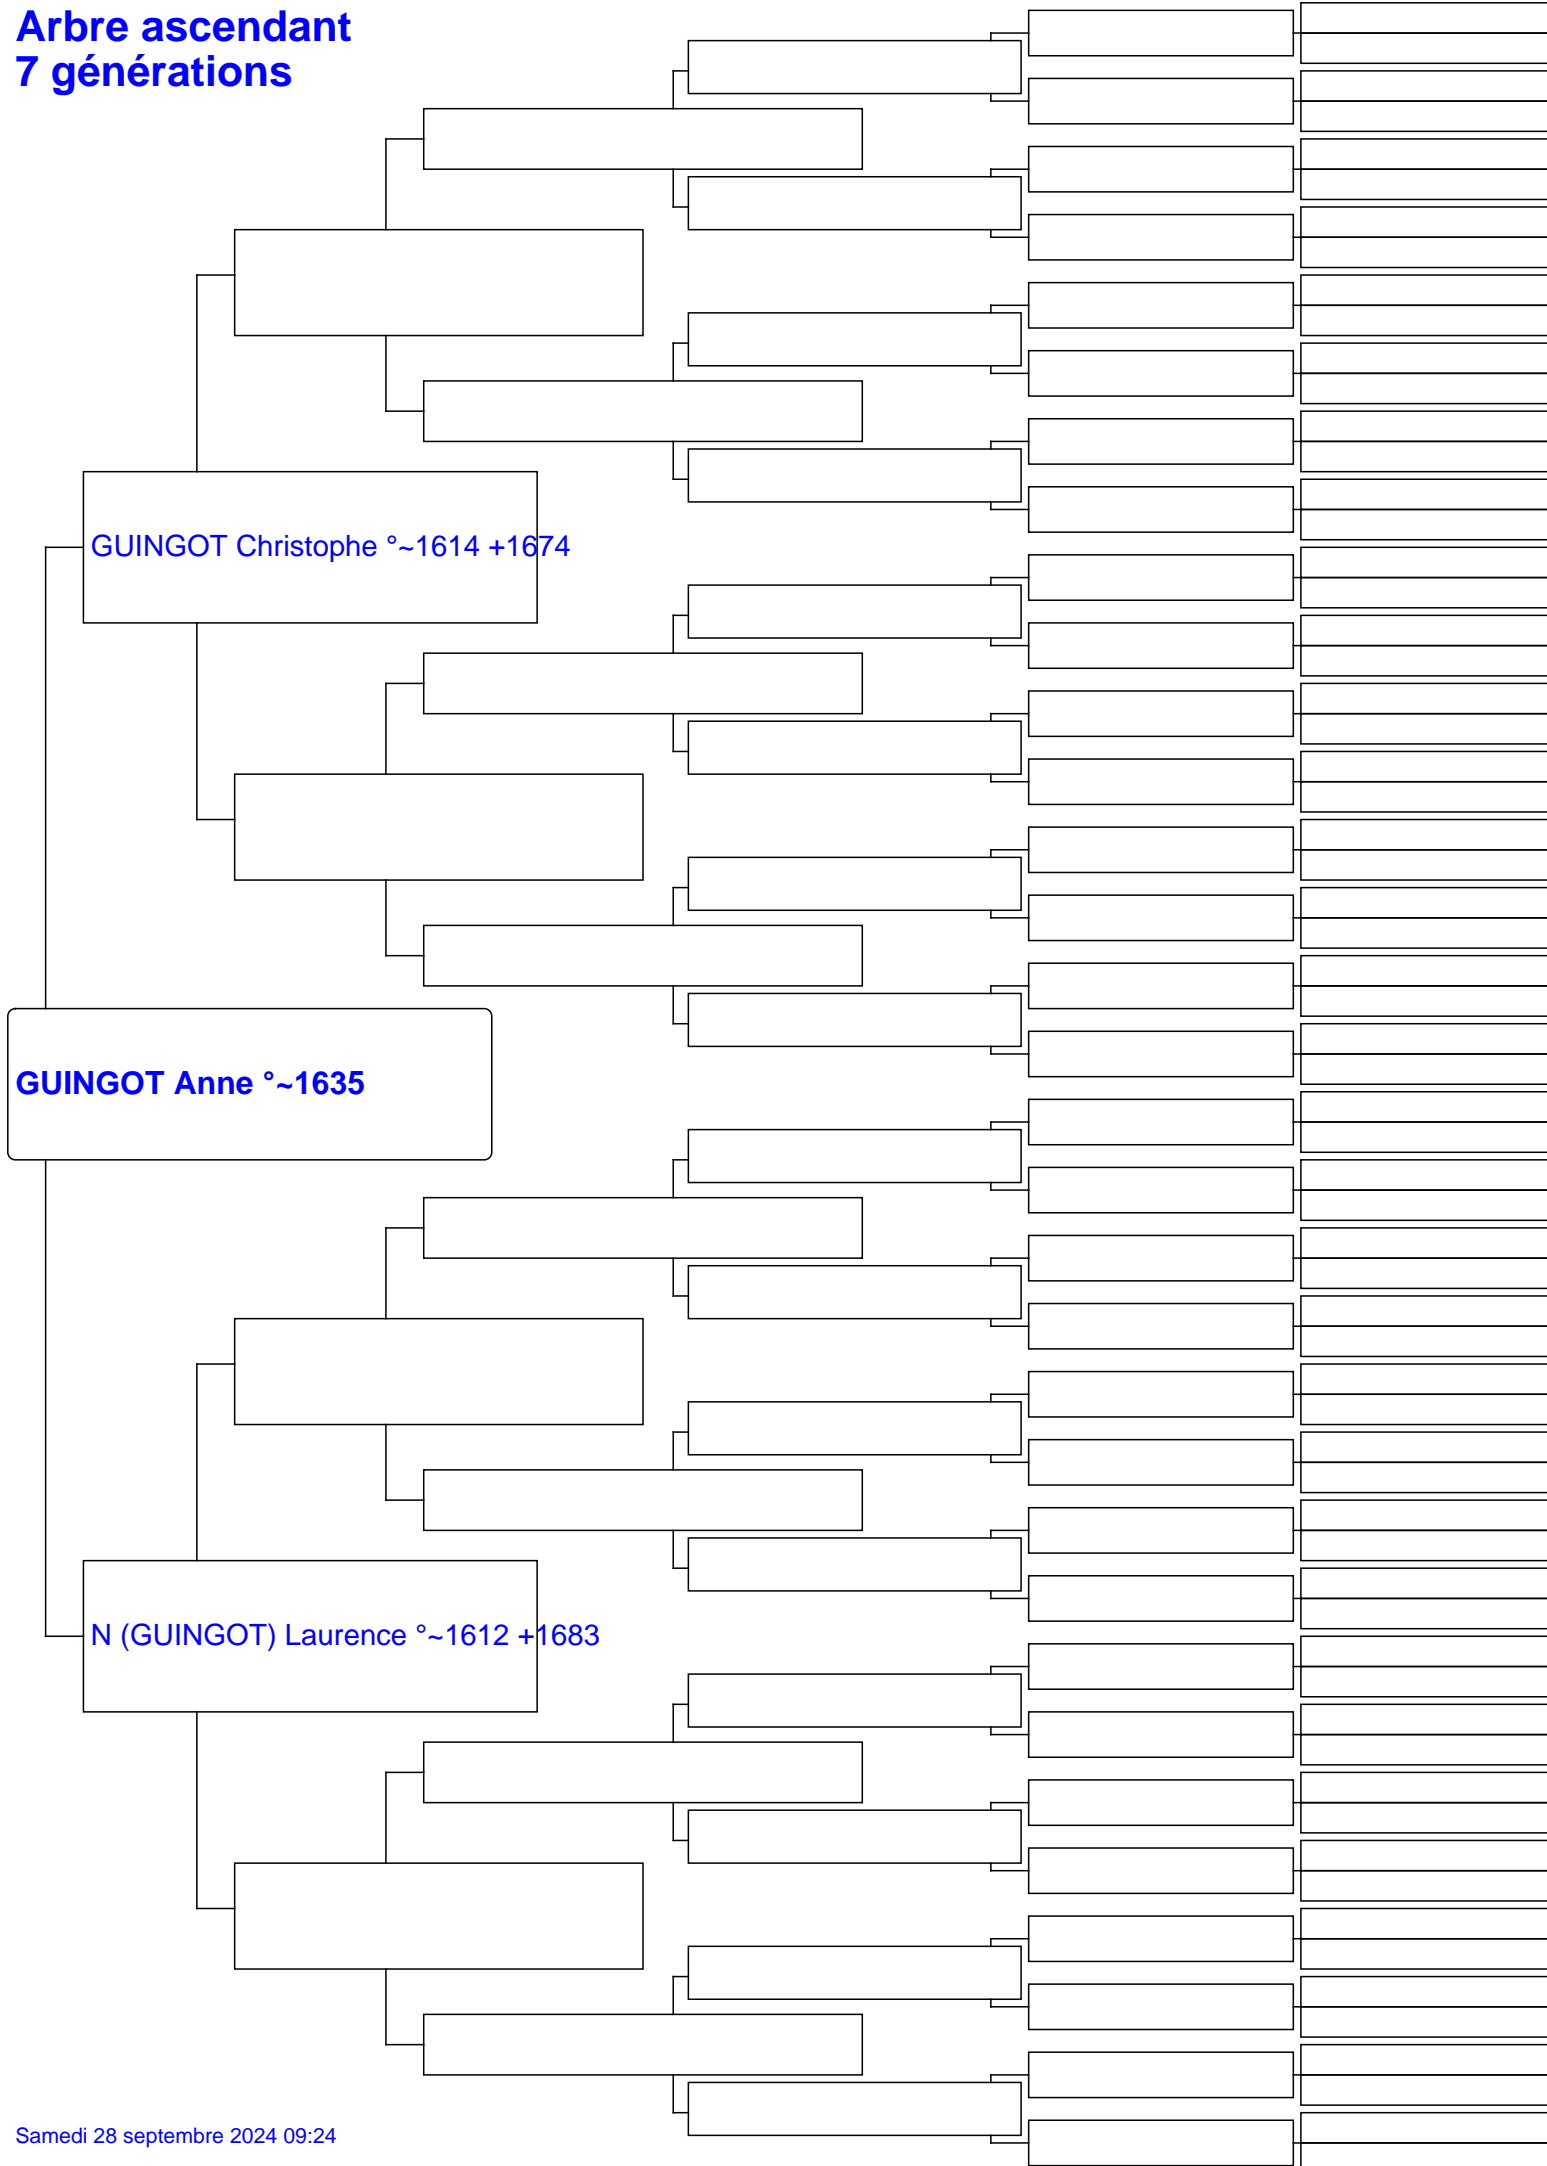 Arbre ascendant
7 générations
GUINGOT Christophe °~1614 +1674
GUINGOT Anne °~1635
N (GUINGOT) Laurence °~1612 +1683
Samedi 28 septembre 2024 09:24